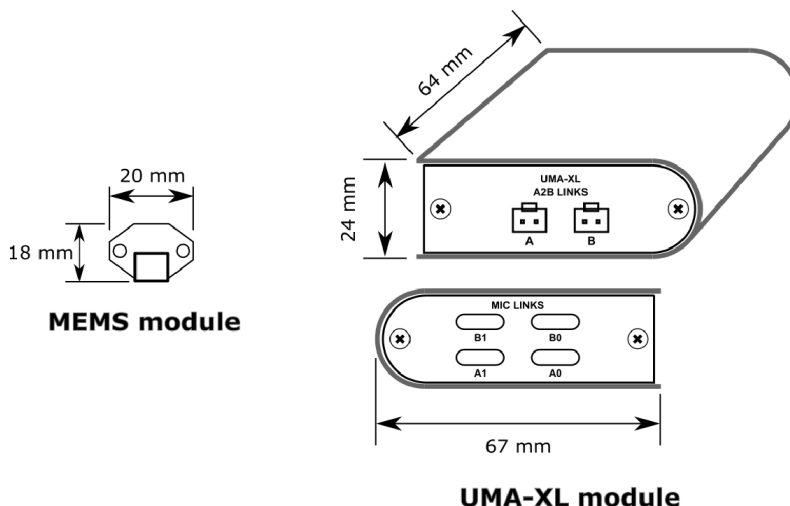 64 mm
20 mm
18 mm
MEMS module
24 mm
UMA-XL
A2B LINKS
A B
MIC LINKS
B1 B0
A1 A0
67 mm
UMA-XL module